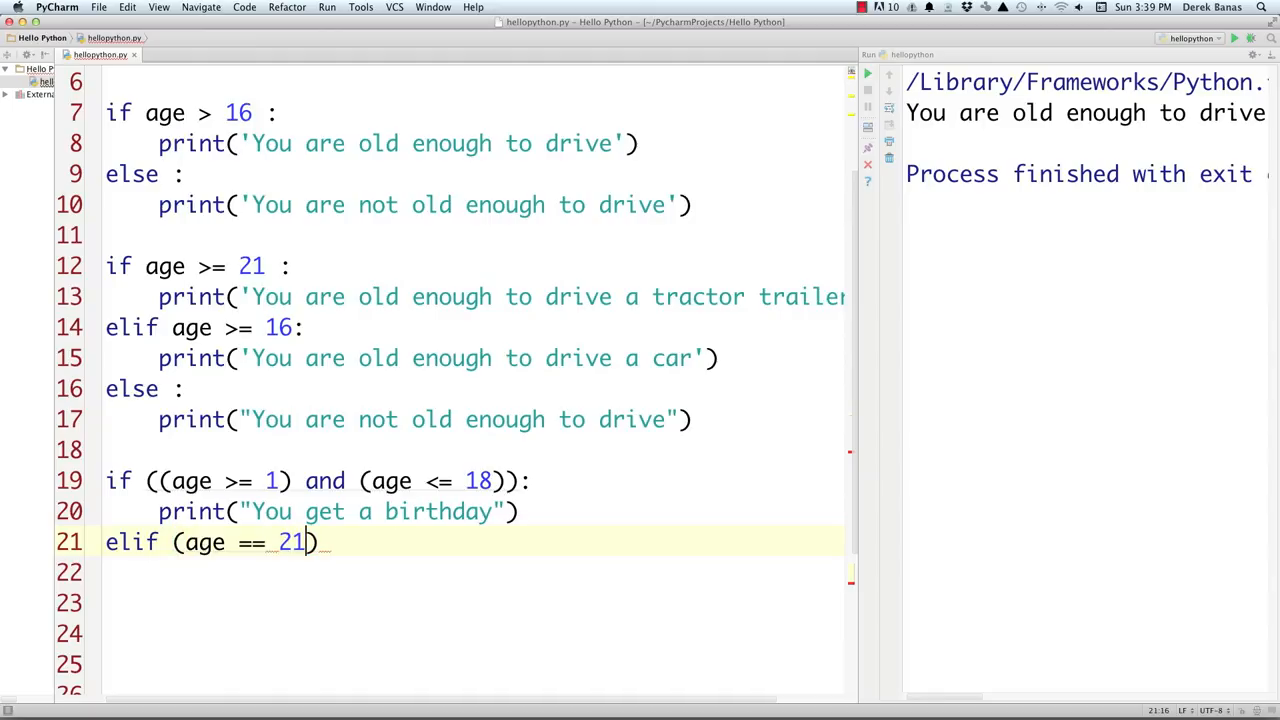 PyCharm File Edit View Navigate Code Refactor Run Tools VCS Window Help 10 Sun 3:39 PM Derek Banas
hellopython.py – Hello Python – [~/PycharmProjects/Hello Python]
Hello Python hellopython.py hellopython
hellopython.py Run hellopython
Hello P
hell
Externa
6
7 if age > 16 :
8 print('You are old enough to drive')
9 else :
10 print('You are not old enough to drive')
11
12 if age >= 21 :
13 print('You are old enough to drive a tractor trailer
14 elif age >= 16:
15 print('You are old enough to drive a car')
16 else :
17 print("You are not old enough to drive")
18
19 if ((age >= 1) and (age <= 18)):
20 print("You get a birthday")
21 elif (age == 21)
22
23
24
25
26
/Library/Frameworks/Python.
You are old enough to drive
Process finished with exit
21:16 LF UTF-8